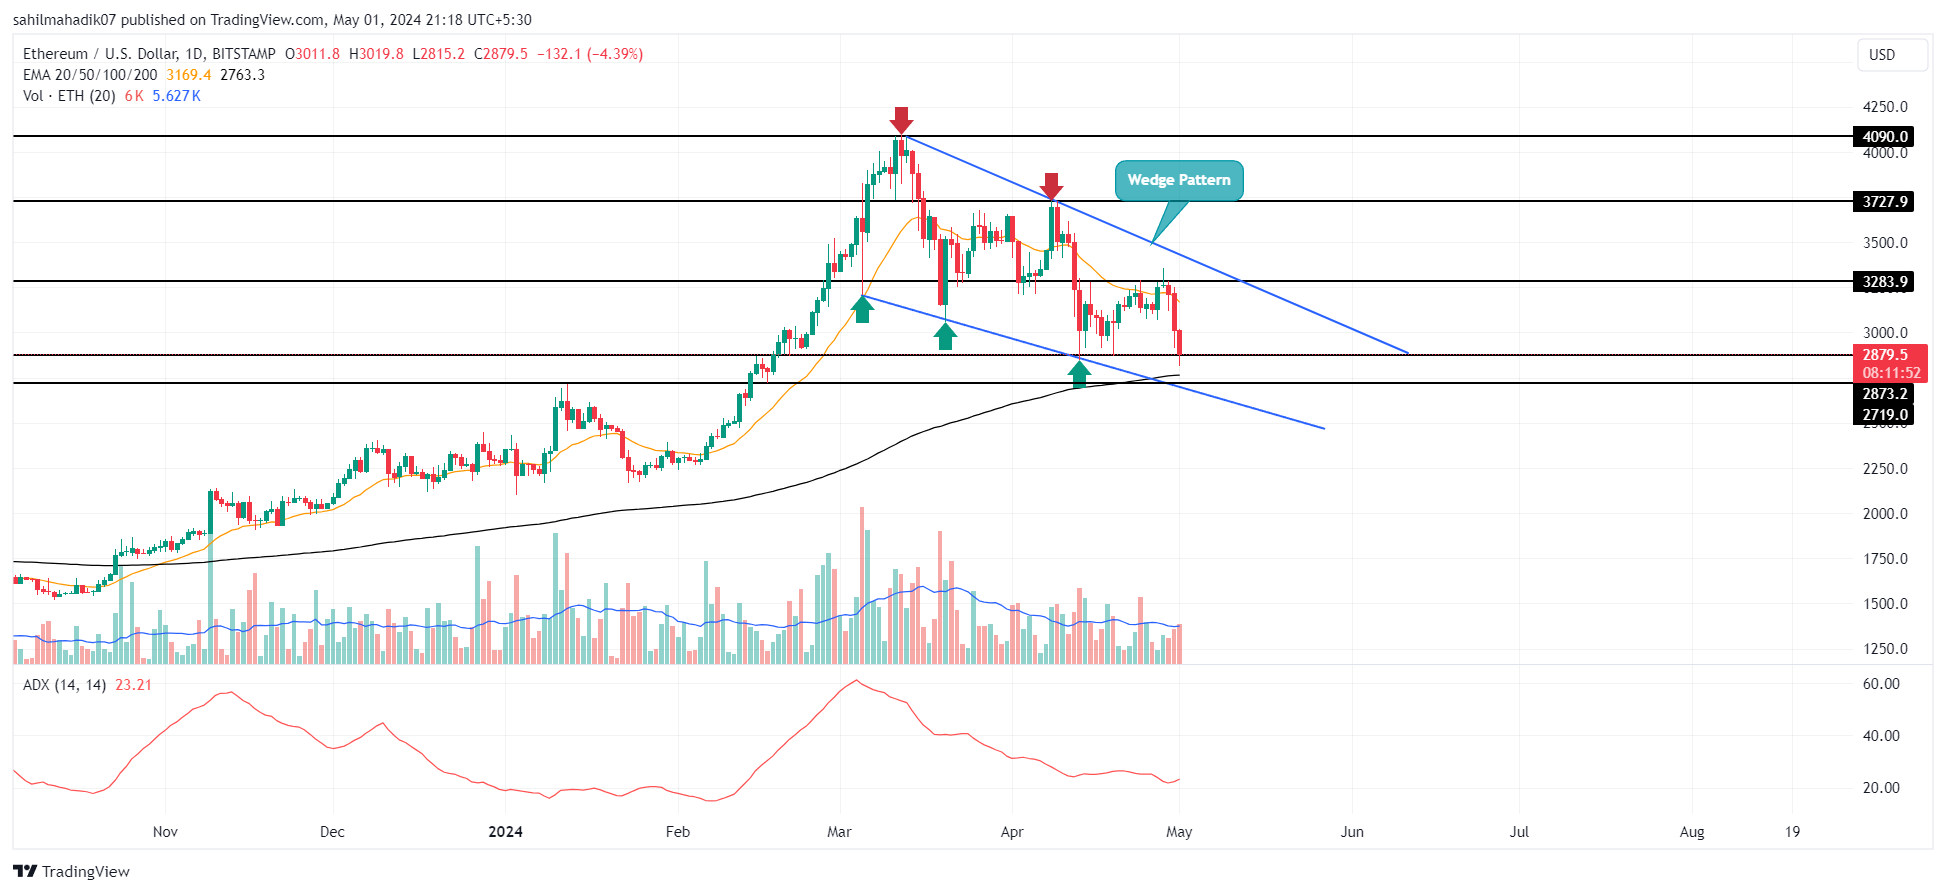 sahilmahadik07 published on TradingView.com, May 01, 2024 21:18 UTC+5:30
Ethereum / U.S. Dollar, 1D, BITSTAMP O3011.8 H3019.8 L2815.2 C2879.5 −132.1 (−4.39%)
USD
EMA 20/50/100/200 3169.4 2763.3
Vol · ETH (20) 6K 5.627K
4250.0
4090.0
4000.0
Wedge Pattern
3727.9
3500.0
3283.9
3000.0
2879.5
08:11:52
2873.2
2719.0
2250.0
2000.0
1750.0
1500.0
1250.0
ADX (14, 14) 23.21
60.00
40.00
20.00
Nov Dec 2024 Feb Mar Apr May Jun Jul Aug 19
TradingView